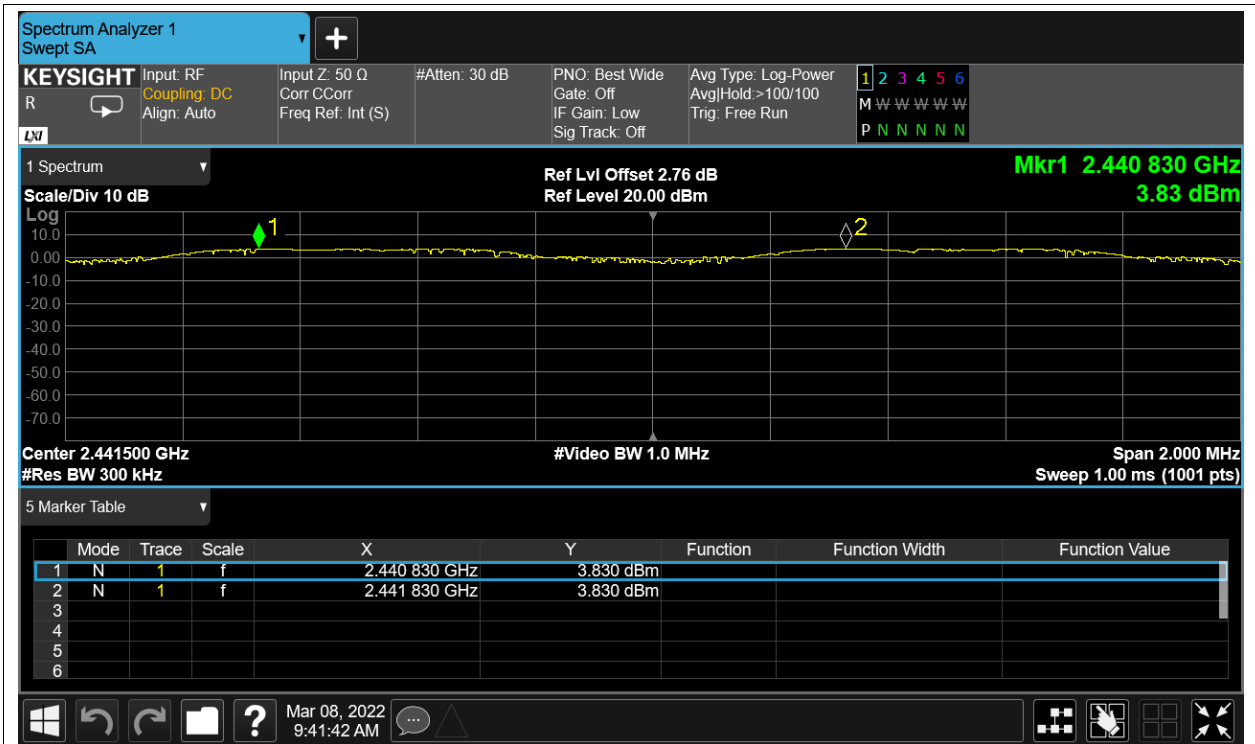 Spectrum Analyzer 1
Swept SA
KEYSIGHT
R
LXI
Input: RF
Coupling: DC
Align: Auto
Input Z: 50 Ω
Corr CCorr
Freq Ref: Int (S)
#Atten: 30 dB
PNO: Best Wide
Gate: Off
IF Gain: Low
Sig Track: Off
Avg Type: Log-Power
Avg|Hold:>100/100
Trig: Free Run
1 2 3 4 5 6
M W W W W W
P N N N N N
1 Spectrum
Scale/Div 10 dB
Ref Lvl Offset 2.76 dB
Ref Level 20.00 dBm
Mkr1 2.440 830 GHz
3.83 dBm
Log
10.0
0.00
-10.0
-20.0
-30.0
-40.0
-50.0
-60.0
-70.0
1
2
Center 2.441500 GHz
#Video BW 1.0 MHz
Span 2.000 MHz
#Res BW 300 kHz
Sweep 1.00 ms (1001 pts)
5 Marker Table
Mode Trace Scale X Y Function Function Width Function Value
1 N 1 f 2.440 830 GHz 3.830 dBm
2 N 1 f 2.441 830 GHz 3.830 dBm
3
4
5
6
?
Mar 08, 2022
9:41:42 AM